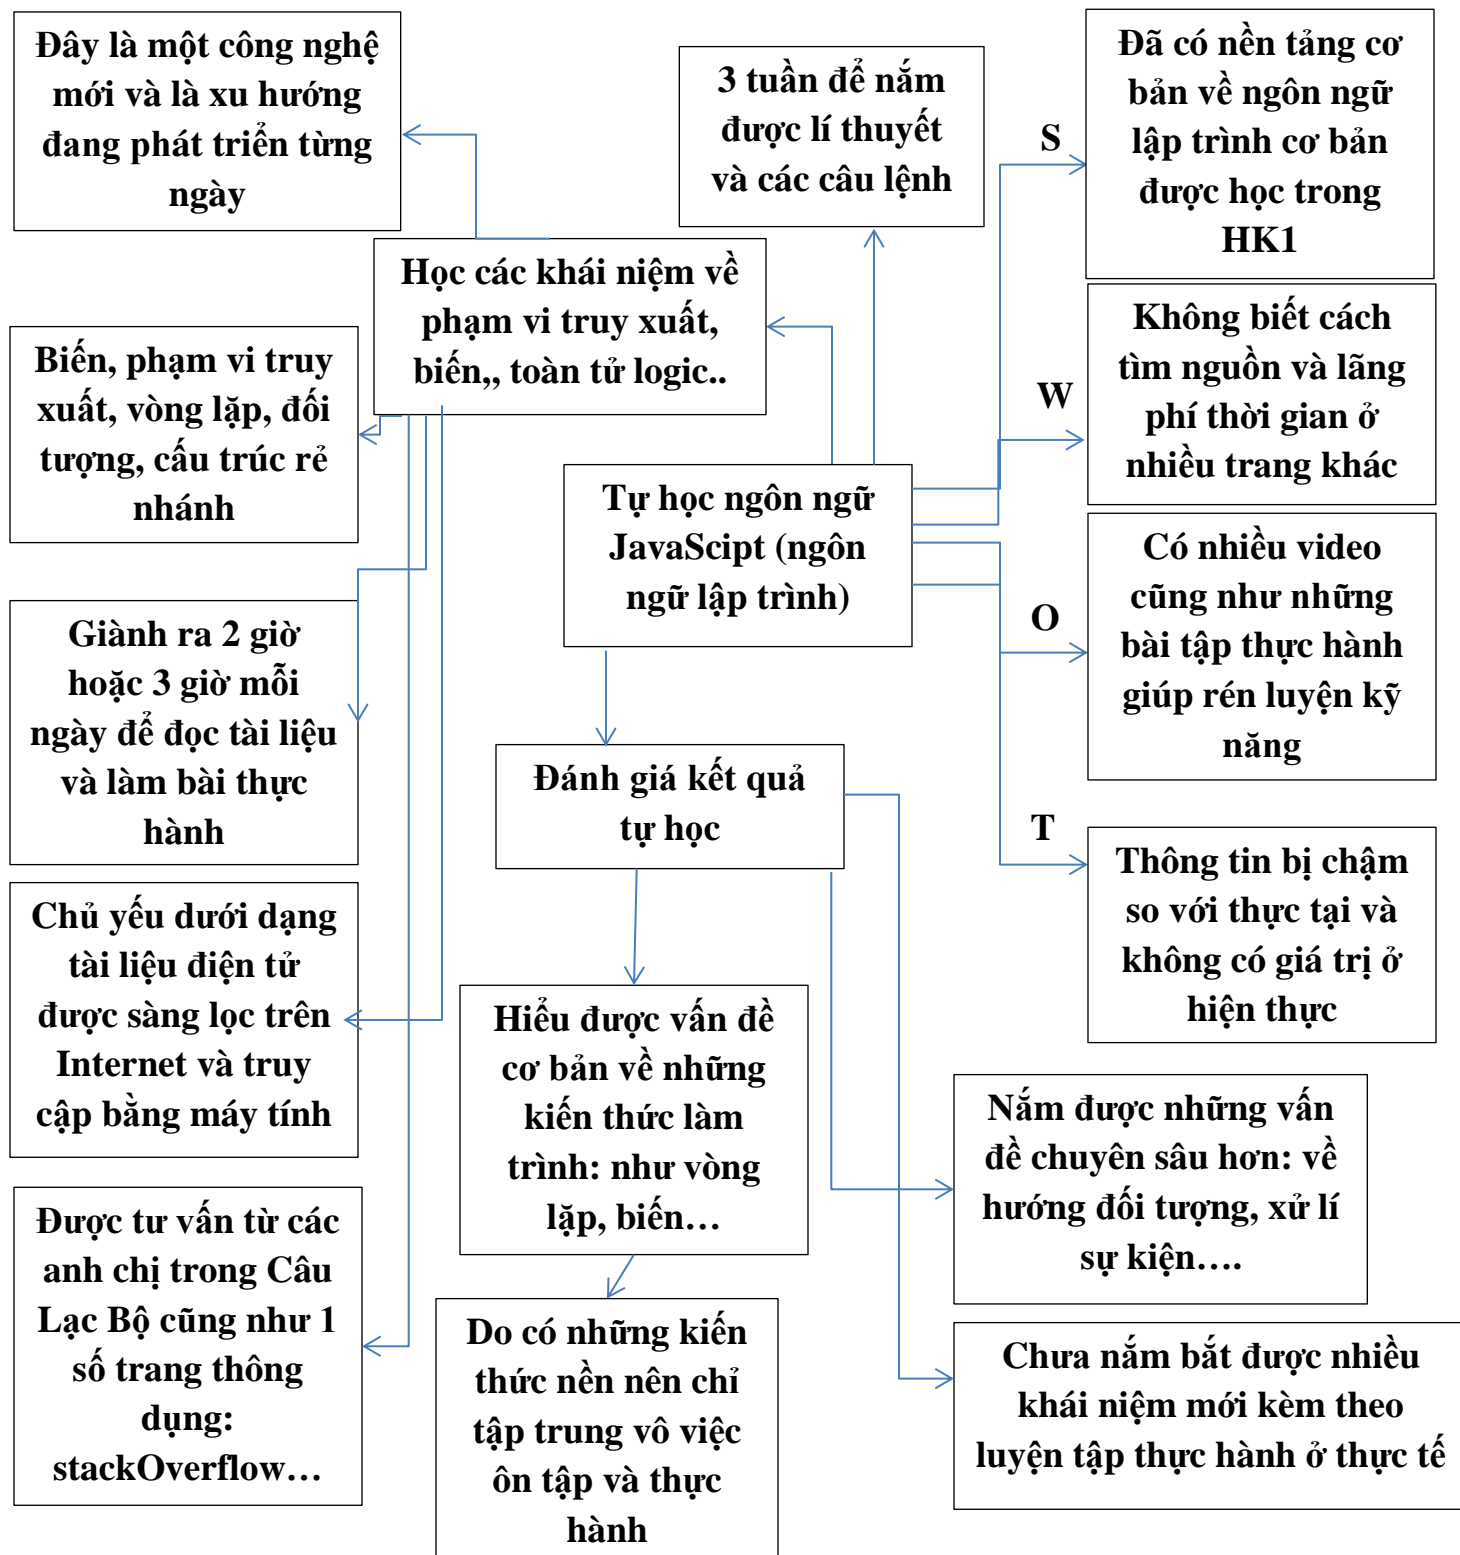 Đây là một công nghệ
mới và là xu hướng
đang phát triển từng
ngày
3 tuần để nắm
được lí thuyết
và các câu lệnh
S
Đã có nền tảng cơ
bản về ngôn ngữ
lập trình cơ bản
được học trong
HK1
Học các khái niệm về
phạm vi truy xuất,
biến,, toàn tử logic..
W
Không biết cách
tìm nguồn và lãng
phí thời gian ở
nhiều trang khác
Biến, phạm vi truy
xuất, vòng lặp, đối
tượng, cấu trúc rẻ
nhánh
Tự học ngôn ngữ
JavaScipt (ngôn
ngữ lập trình)
O
Có nhiều video
cũng như những
bài tập thực hành
giúp rén luyện kỹ
năng
Giành ra 2 giờ
hoặc 3 giờ mỗi
ngày để đọc tài liệu
và làm bài thực
hành
Đánh giá kết quả
tự học
T
Thông tin bị chậm
so với thực tại và
không có giá trị ở
hiện thực
Chủ yếu dưới dạng
tài liệu điện tử
được sàng lọc trên
Internet và truy
cập bằng máy tính
Hiểu được vấn đề
cơ bản về những
kiến thức làm
trình: như vòng
lặp, biến…
Nắm được những vấn
đề chuyên sâu hơn: về
hướng đối tượng, xử lí
sự kiện….
Được tư vấn từ các
anh chị trong Câu
Lạc Bộ cũng như 1
số trang thông
dụng:
stackOverflow…
Do có những kiến
thức nền nên chỉ
tập trung vô việc
ôn tập và thực
hành
Chưa nắm bắt được nhiều
khái niệm mới kèm theo
luyện tập thực hành ở thực tế